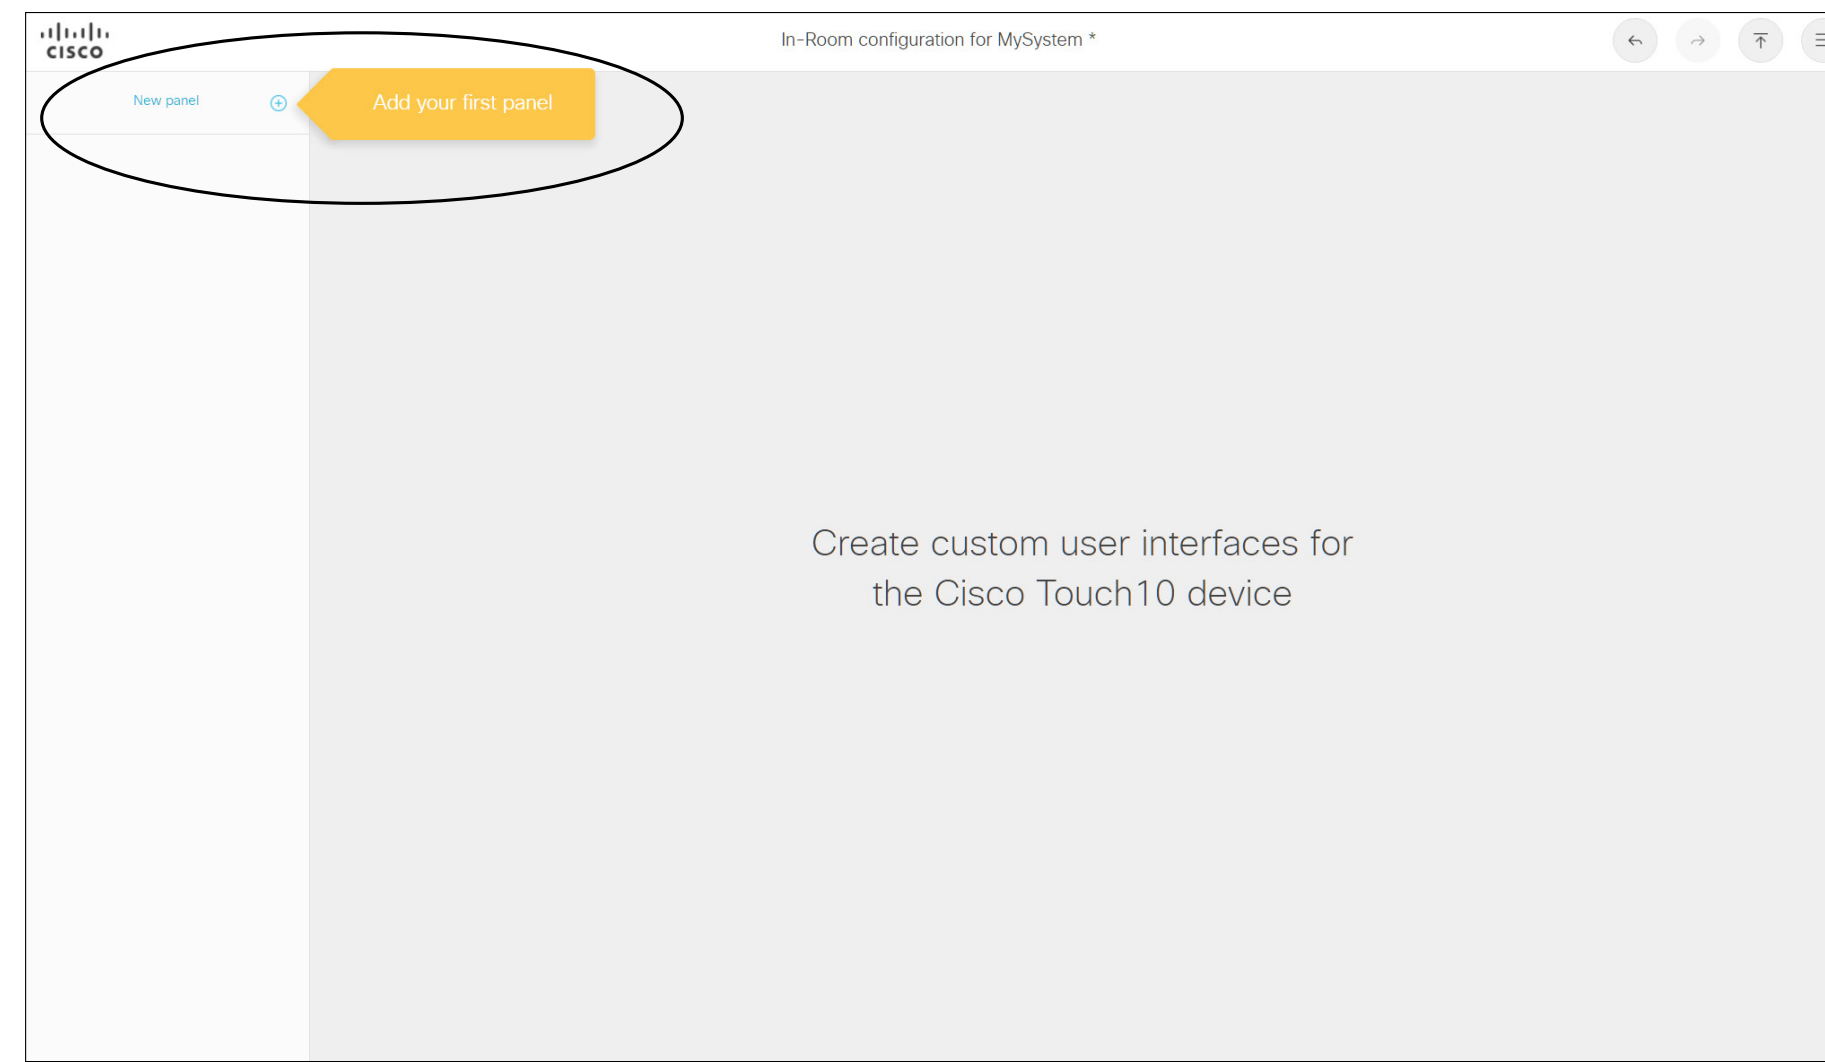 CISCO
In-Room configuration for MySystem *
New panel
Add your first panel
Create custom user interfaces for
the Cisco Touch10 device